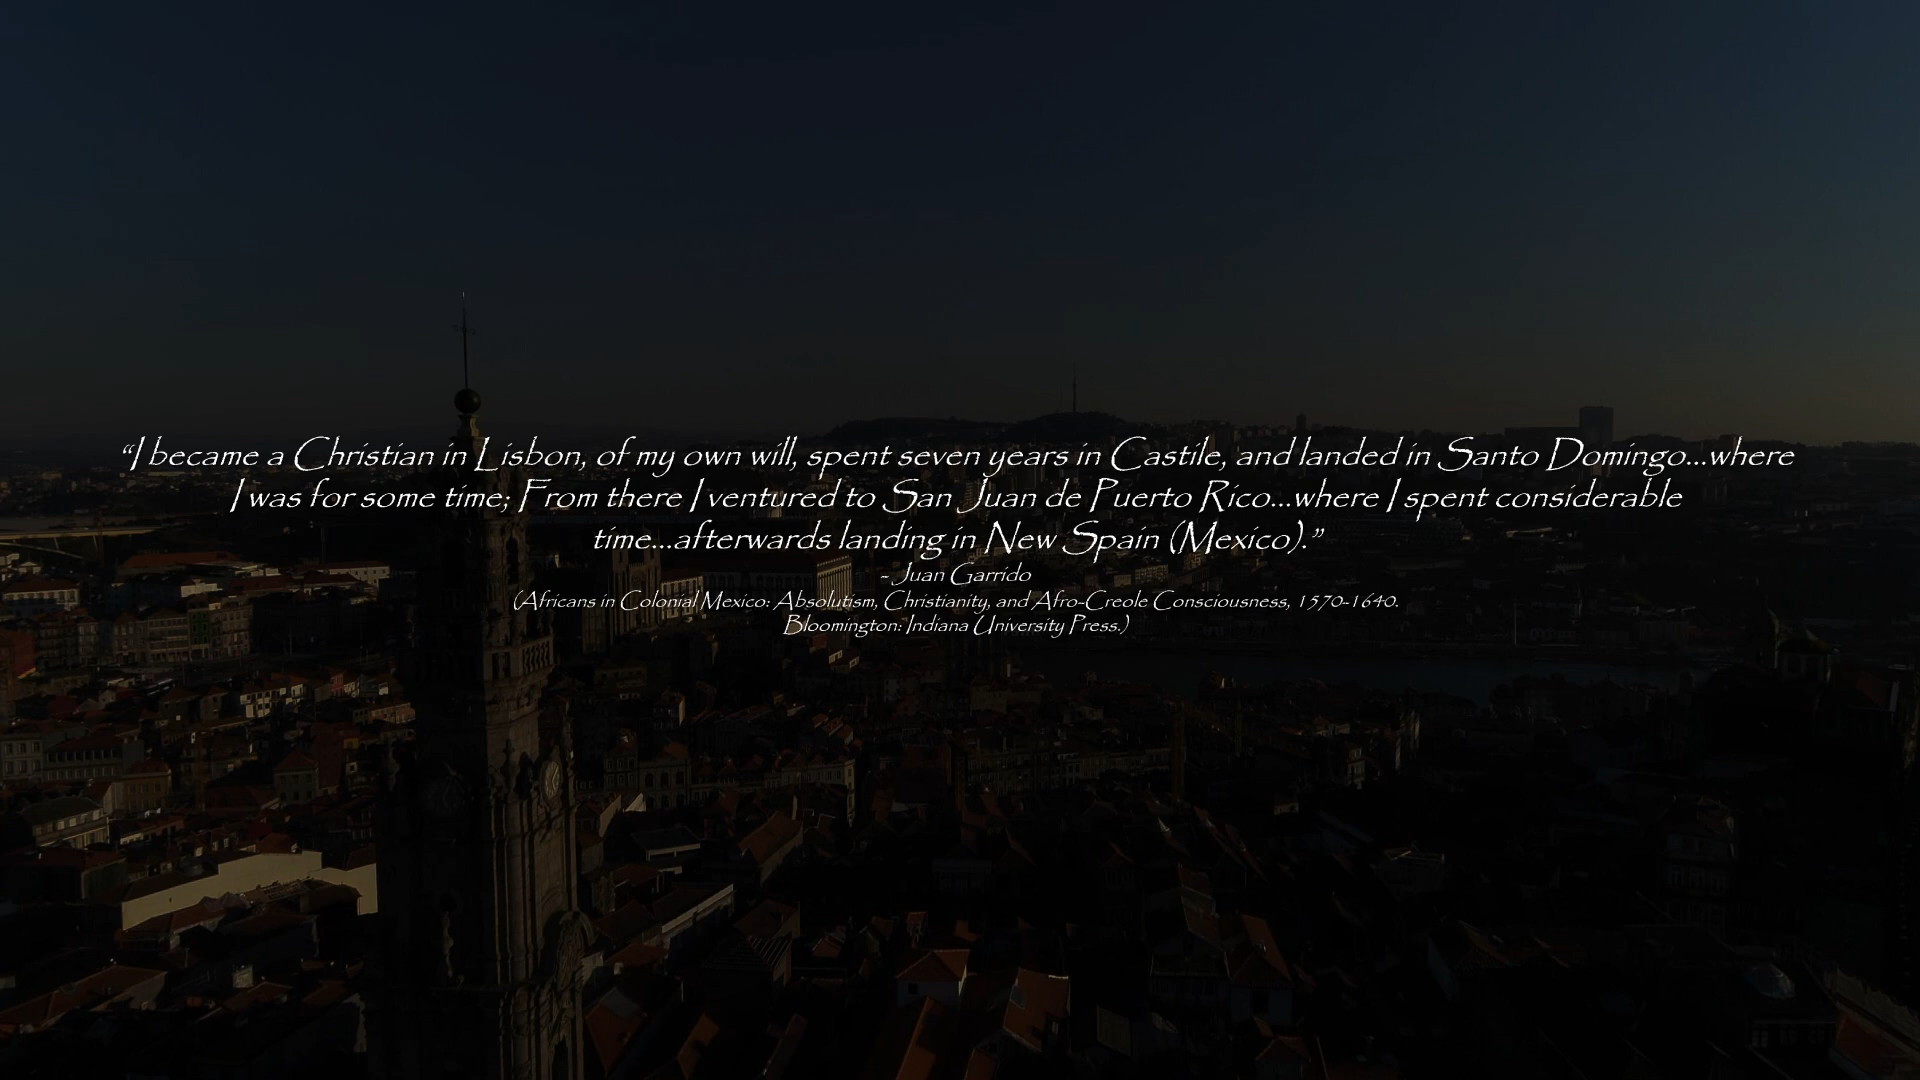 “I became a Christian in Lisbon, of my own will, spent seven years in Castile, and landed in Santo Domingo...where
I was for some time; From there I ventured to San Juan de Puerto Rico...where I spent considerable
time...afterwards landing in New Spain (Mexico).”
- Juan Garrido
(Africans in Colonial Mexico: Absolutism, Christianity, and Afro-Creole Consciousness, 1570-1640.
Bloomington: Indiana University Press.)